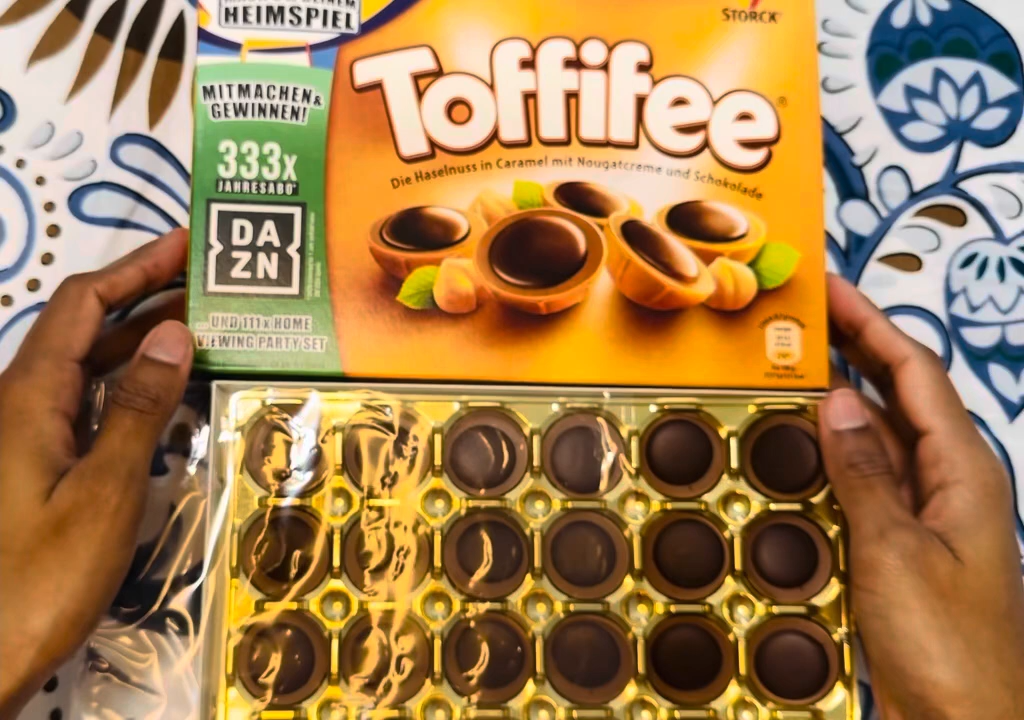 HEIMSPIEL
STORCK
MITMACHEN &
GEWINNEN!
333x
JAHRESABO*
DA
ZN
UND 111x HOME
VIEWING PARTY SET
Toffifee®
Die Haselnuss in Caramel mit Nougatcreme und Schokolade